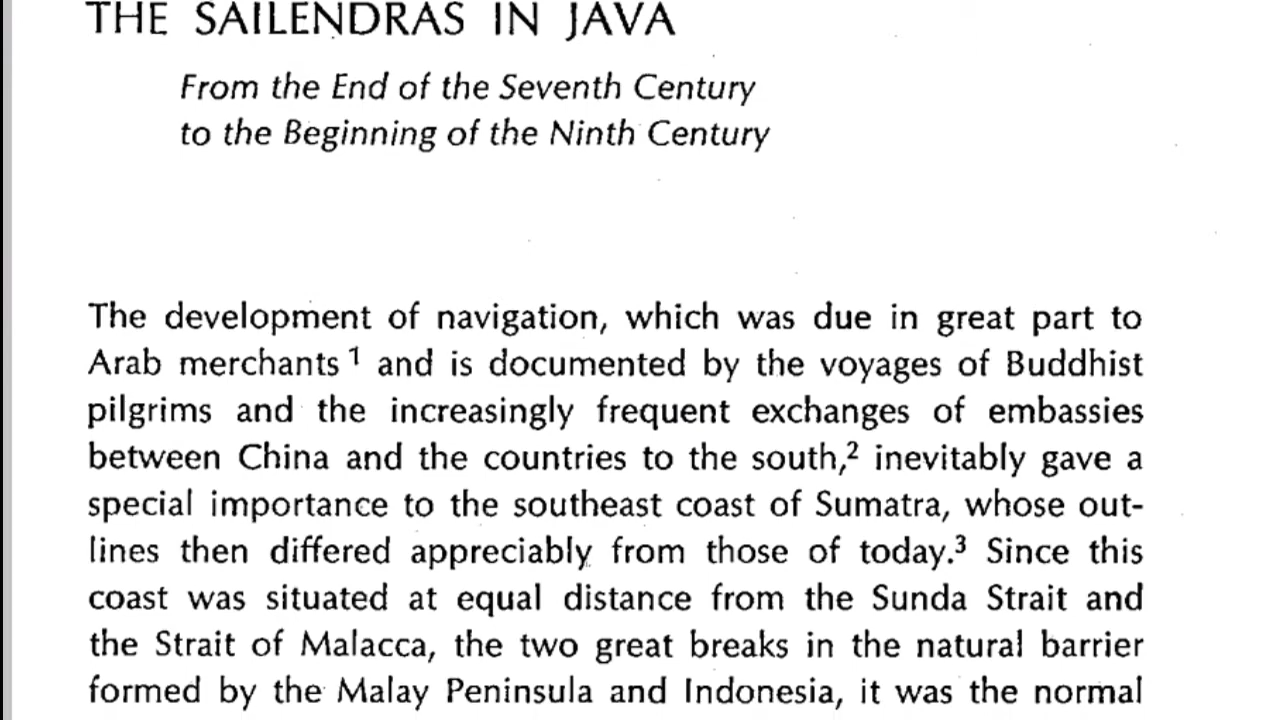 THE SAILENDRAS IN JAVA
From the End of the Seventh Century
to the Beginning of the Ninth Century
The development of navigation, which was due in great part to
Arab merchants ¹ and is documented by the voyages of Buddhist
pilgrims and the increasingly frequent exchanges of embassies
between China and the countries to the south,² inevitably gave a
special importance to the southeast coast of Sumatra, whose out-
lines then differed appreciably from those of today.³ Since this
coast was situated at equal distance from the Sunda Strait and
the Strait of Malacca, the two great breaks in the natural barrier
formed by the Malay Peninsula and Indonesia, it was the normal